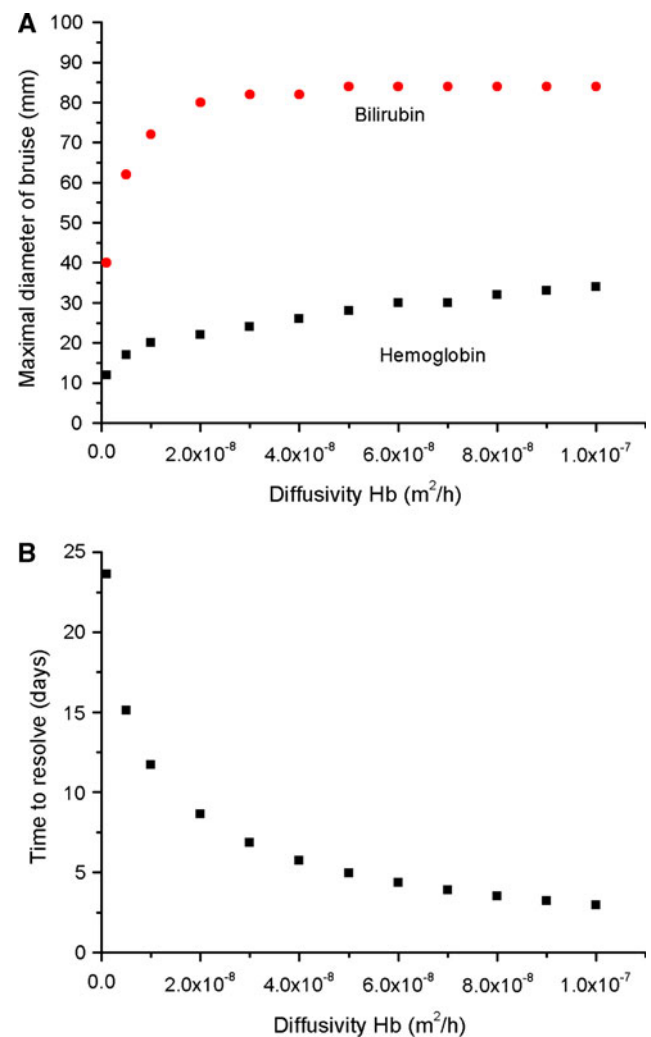 A
100
90
80
70
60
50
40
30
20
10
0
Maximal diameter of bruise (mm)
Bilirubin
Hemoglobin
0.0 2.0x10⁻⁸ 4.0x10⁻⁸ 6.0x10⁻⁸ 8.0x10⁻⁸ 1.0x10⁻⁷
Diffusivity Hb (m²/h)
B
25
20
15
10
5
0
Time to resolve (days)
0.0 2.0x10⁻⁸ 4.0x10⁻⁸ 6.0x10⁻⁸ 8.0x10⁻⁸ 1.0x10⁻⁷
Diffusivity Hb (m²/h)